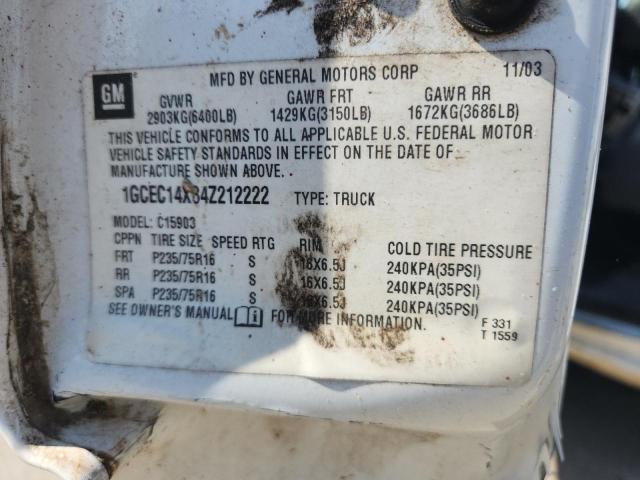 GM
MFD BY GENERAL MOTORS CORP 11/03
GVWR GAWR FRT GAWR RR
2903KG(6400LB) 1429KG(3150LB) 1672KG(3686LB)
THIS VEHICLE CONFORMS TO ALL APPLICABLE U.S. FEDERAL MOTOR
VEHICLE SAFETY STANDARDS IN EFFECT ON THE DATE OF
MANUFACTURE SHOWN ABOVE.
1GCEC14X84Z212222 TYPE: TRUCK
MODEL: C15903
CPPN TIRE SIZE SPEED RTG RIM COLD TIRE PRESSURE
FRT P235/75R16 S 16X6.5J 240KPA(35PSI)
RR P235/75R16 S 16X6.5J 240KPA(35PSI)
SPA P235/75R16 S 16X6.5J 240KPA(35PSI)
SEE OWNER'S MANUAL FOR MORE INFORMATION.
F 331
T 1559